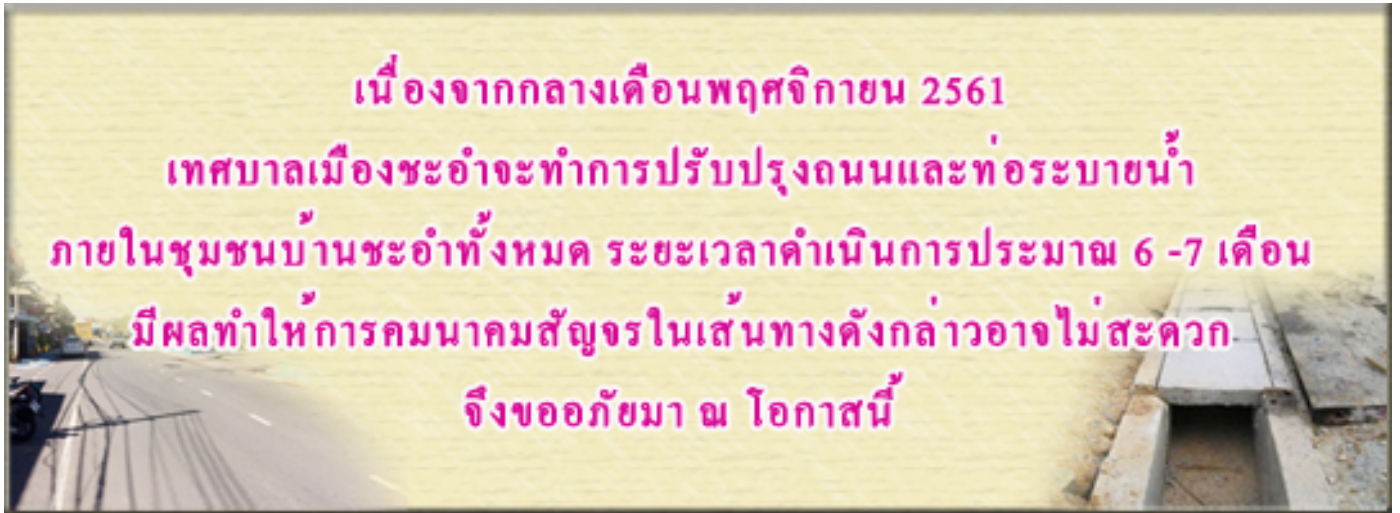 เนื่องจากกลางเดือนพฤศจิกายน 2561
เทศบาลเมืองชะอำจะทำการปรับปรุงถนนและท่อระบายน้ำ
ภายในชุมชนบ้านชะอำทั้งหมด ระยะเวลาดำเนินการประมาณ 6 -7 เดือน
มีผลทำให้การคมนาคมสัญจรในเส้นทางดังกล่าวอาจไม่สะดวก
จึงขออภัยมา ณ โอกาสนี้